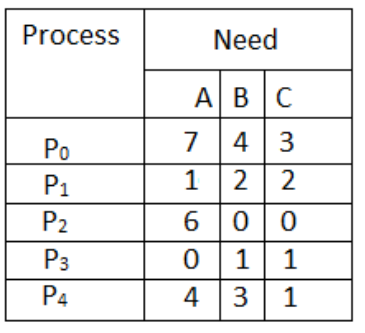 Process Need
A B C
P₀ 7 4 3
P₁ 1 2 2
P₂ 6 0 0
P₃ 0 1 1
P₄ 4 3 1